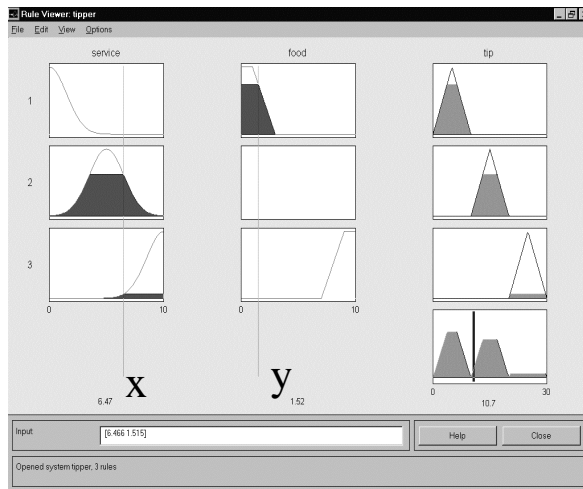 Rule Viewer: tipper
File Edit View Options
service food tip
1
2
3
0 10 0 10
x y
6.47 1.52
0 30
10.7
Input [6.466 1.515] Help Close
Opened system tipper, 3 rules